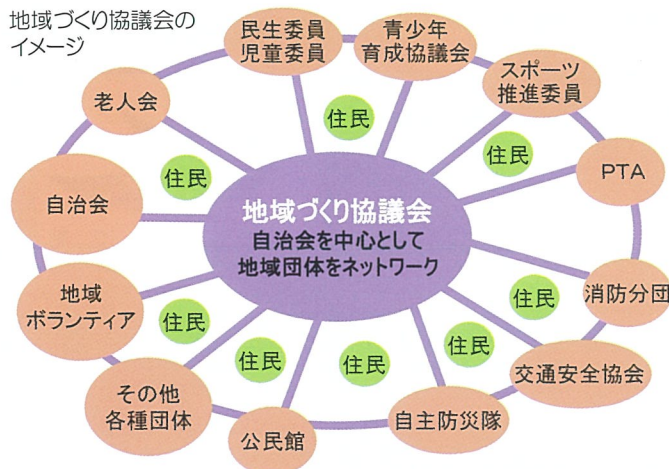 地域づくり協議会の
イメージ
民生委員
児童委員
青少年
育成協議会
スポーツ
推進委員
老人会
住民
住民
PTA
住民
自治会
地域づくり協議会
自治会を中心として
地域団体をネットワーク
地域
ボランティア
住民
消防分団
住民
住民
住民
住民
交通安全協会
その他
各種団体
公民館
自主防災隊